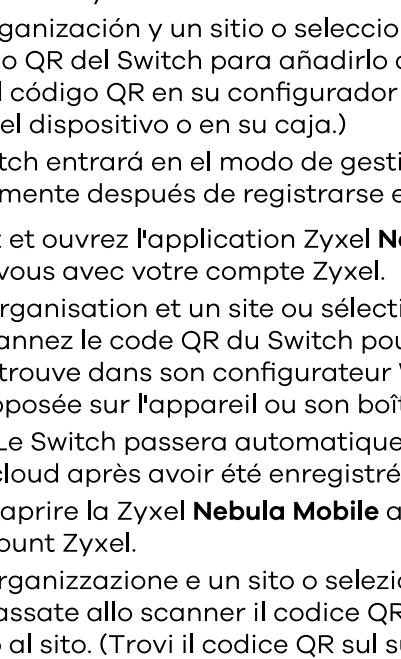 ganización y un sitio o seleccio
o QR del Switch para añadirlo
código QR en su configurador
el dispositivo o en su caja.)
tch entrará en el modo de gesti
mente después de registrarse e
et ouvrez l'application Zyxel Ne
vous avec votre compte Zyxel.
rganisation et un site ou sélecti
annez le code QR du Switch pou
trouve dans son configurateur
posée sur l'appareil ou son boît
Le Switch passera automatique
cloud après avoir été enregistré
aprire la Zyxel Nebula Mobile a
ount Zyxel.
rganizzazione e un sito o selezio
assate allo scanner il codice QR
o al sito. (Trovi il codice QR sul su